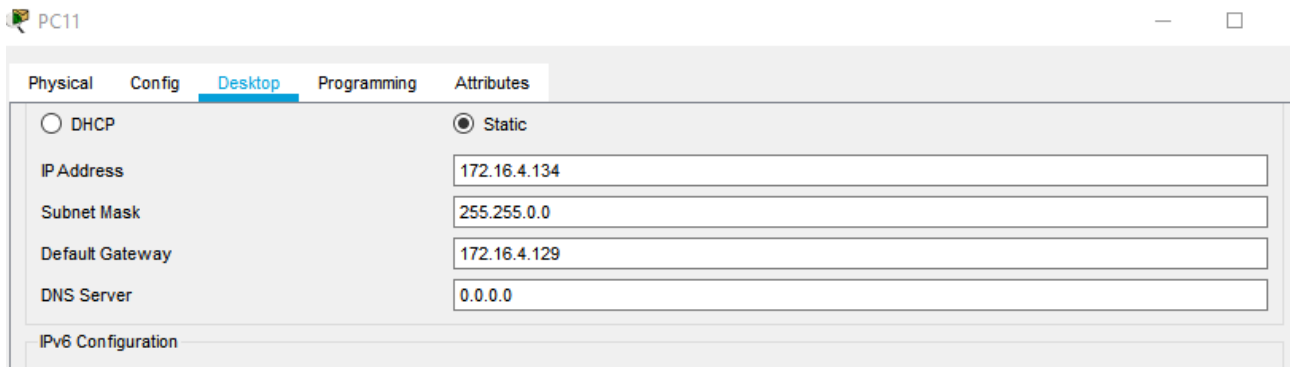 PC11
Physical Config Desktop Programming Attributes
DHCP Static
IP Address 172.16.4.134
Subnet Mask 255.255.0.0
Default Gateway 172.16.4.129
DNS Server 0.0.0.0
IPv6 Configuration